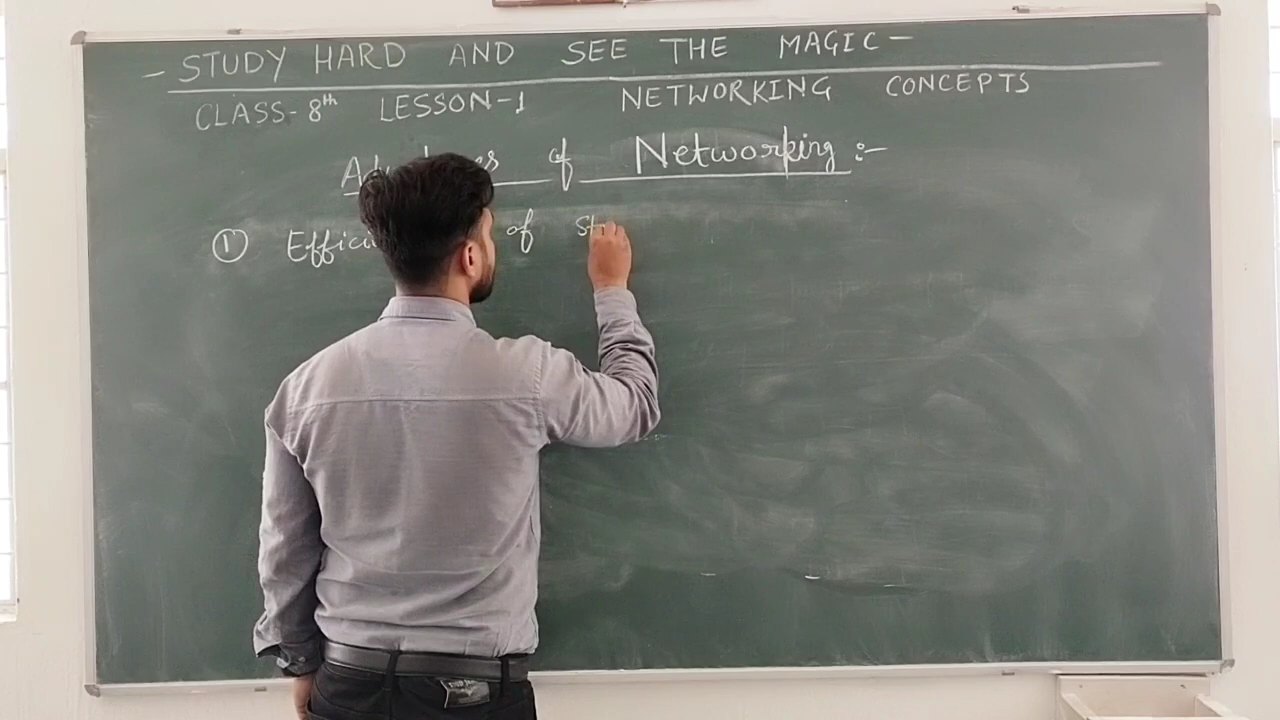 - STUDY HARD AND SEE THE MAGIC -
CLASS-8th LESSON-1 NETWORKING CONCEPTS
of Networking :-
① of